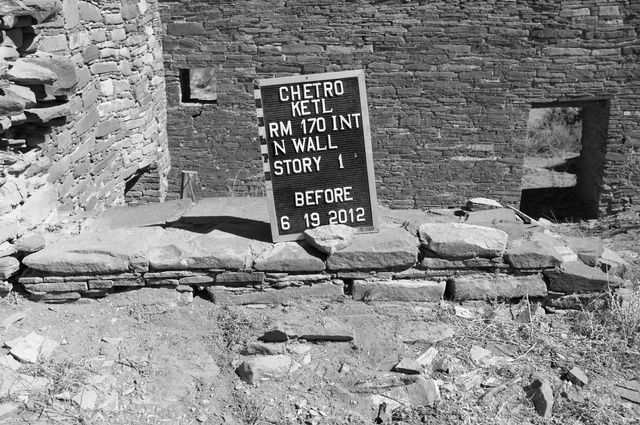 CHETRO
KETL
RM 170 INT
N WALL
STORY 1
BEFORE
6 19 2012